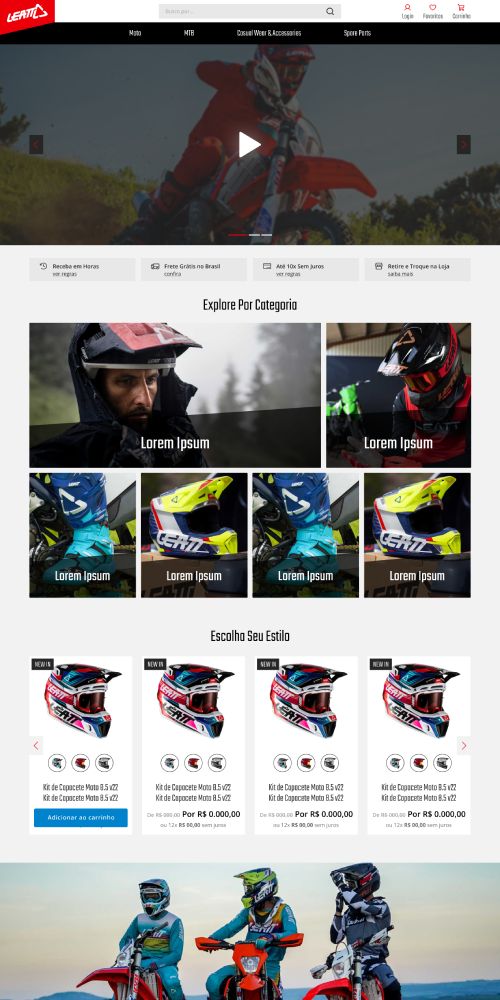 LEATT
Busca por...
Login
Favoritos
Carrinho
Moto
MTB
Casual Wear & Accessories
Spare Parts
Receba em Horas
ver regras
Frete Grátis no Brasil
confira
Até 10x Sem Juros
ver regras
Retire e Troque na Loja
saiba mais
Explore Por Categoria
Lorem Ipsum
Lorem Ipsum
Lorem Ipsum
Lorem Ipsum
Lorem Ipsum
Lorem Ipsum
Escolha Seu Estilo
NEW IN
NEW IN
NEW IN
NEW IN
Kit de Capacete Moto 8.5 v22
Kit de Capacete Moto 8.5 v22
Adicionar ao carrinho
Kit de Capacete Moto 8.5 v22
Kit de Capacete Moto 8.5 v22
De R$ 000,00 Por R$ 0.000,00
ou 12x R$ 00,00 sem juros
Kit de Capacete Moto 8.5 v22
Kit de Capacete Moto 8.5 v22
De R$ 000,00 Por R$ 0.000,00
ou 12x R$ 00,00 sem juros
Kit de Capacete Moto 8.5 v22
Kit de Capacete Moto 8.5 v22
De R$ 000,00 Por R$ 0.000,00
ou 12x R$ 00,00 sem juros